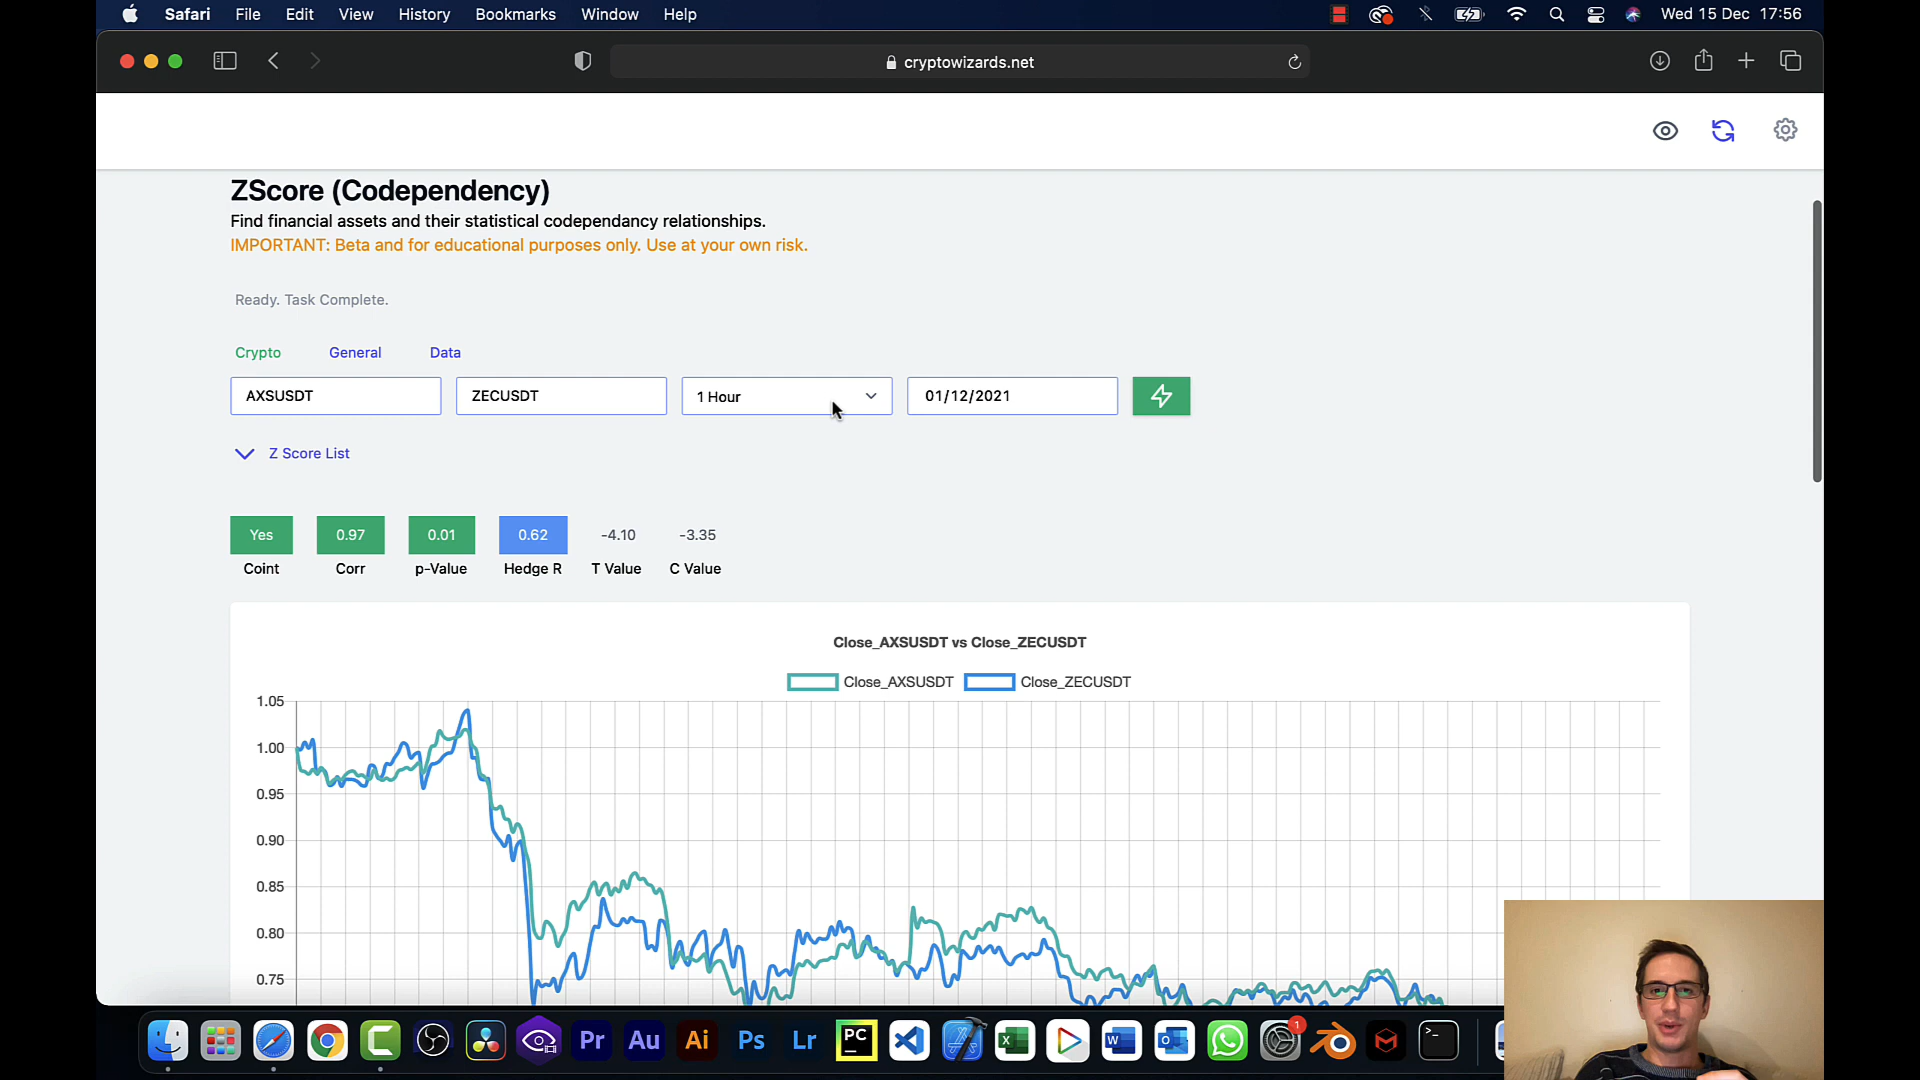 Safari File Edit View History Bookmarks Window Help Wed 15 Dec 17:56
cryptowizards.net
ZScore (Codependency)
Find financial assets and their statistical codependancy relationships.
IMPORTANT: Beta and for educational purposes only. Use at your own risk.
Ready. Task Complete.
Crypto General Data
AXSUSDT ZECUSDT 1 Hour 01/12/2021
Z Score List
Yes 0.97 0.01 0.62 -4.10 -3.35
Coint Corr p-Value Hedge R T Value C Value
Close_AXSUSDT vs Close_ZECUSDT
Close_AXSUSDT Close_ZECUSDT
1.05
1.00
0.95
0.90
0.85
0.80
0.75
Pr Au Ai Ps Lr PC X W O 1 >_